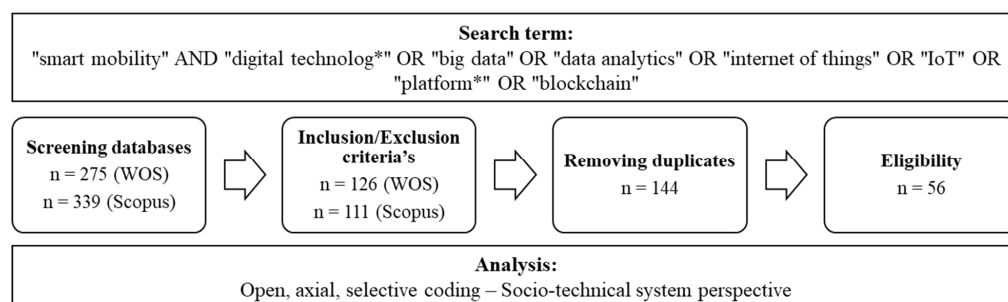 Search term:
"smart mobility" AND "digital technolog*" OR "big data" OR "data analytics" OR "internet of things" OR "IoT" OR
"platform*" OR "blockchain"
Screening databases
n = 275 (WOS)
n = 339 (Scopus)
Inclusion/Exclusion
criteria's
n = 126 (WOS)
n = 111 (Scopus)
Removing duplicates
n = 144
Eligibility
n = 56
Analysis:
Open, axial, selective coding – Socio-technical system perspective